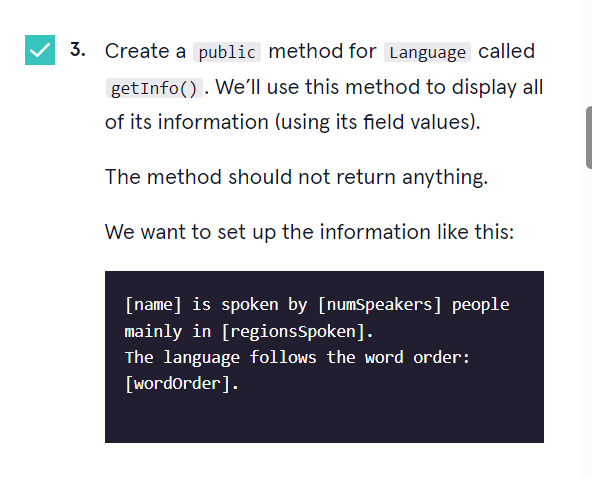 3. Create a public method for Language called
getInfo(). We’ll use this method to display all
of its information (using its field values).
The method should not return anything.
We want to set up the information like this:
[name] is spoken by [numSpeakers] people
mainly in [regionsSpoken].
The language follows the word order:
[wordOrder].